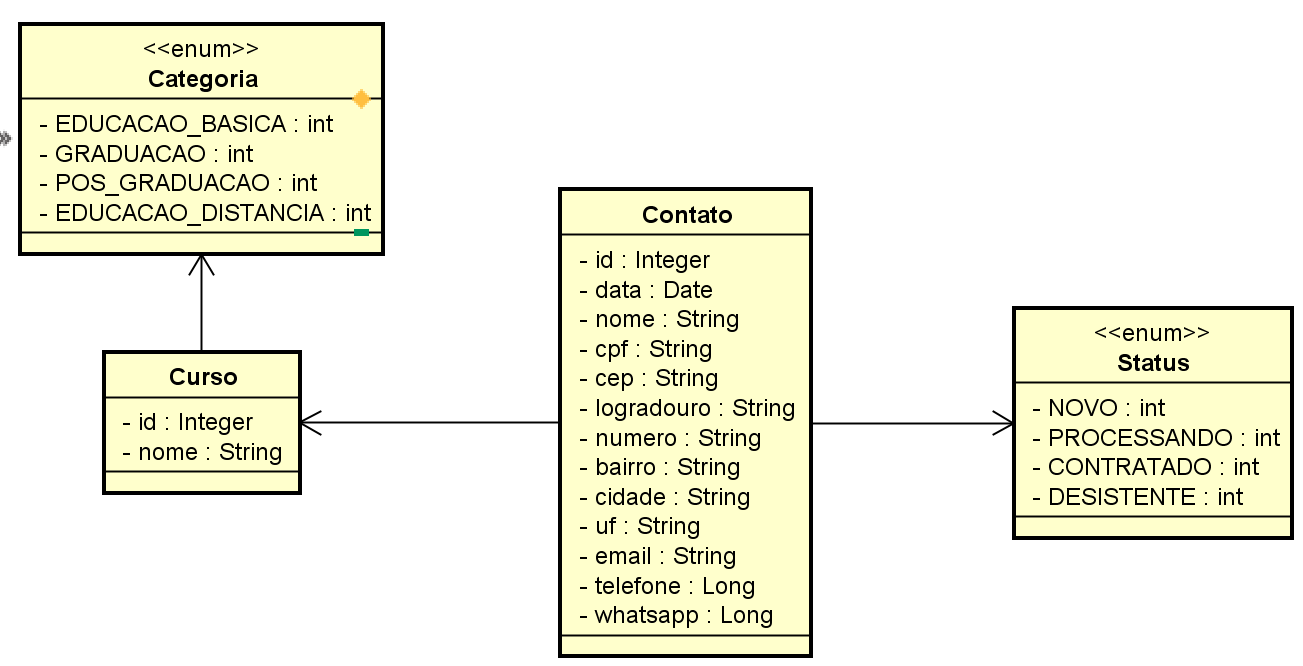 <<enum>>
Categoria
- EDUCACAO_BASICA : int
- GRADUACAO : int
- POS_GRADUACAO : int
- EDUCACAO_DISTANCIA : int
Curso
- id : Integer
- nome : String
Contato
- id : Integer
- data : Date
- nome : String
- cpf : String
- cep : String
- logradouro : String
- numero : String
- bairro : String
- cidade : String
- uf : String
- email : String
- telefone : Long
- whatsapp : Long
<<enum>>
Status
- NOVO : int
- PROCESSANDO : int
- CONTRATADO : int
- DESISTENTE : int